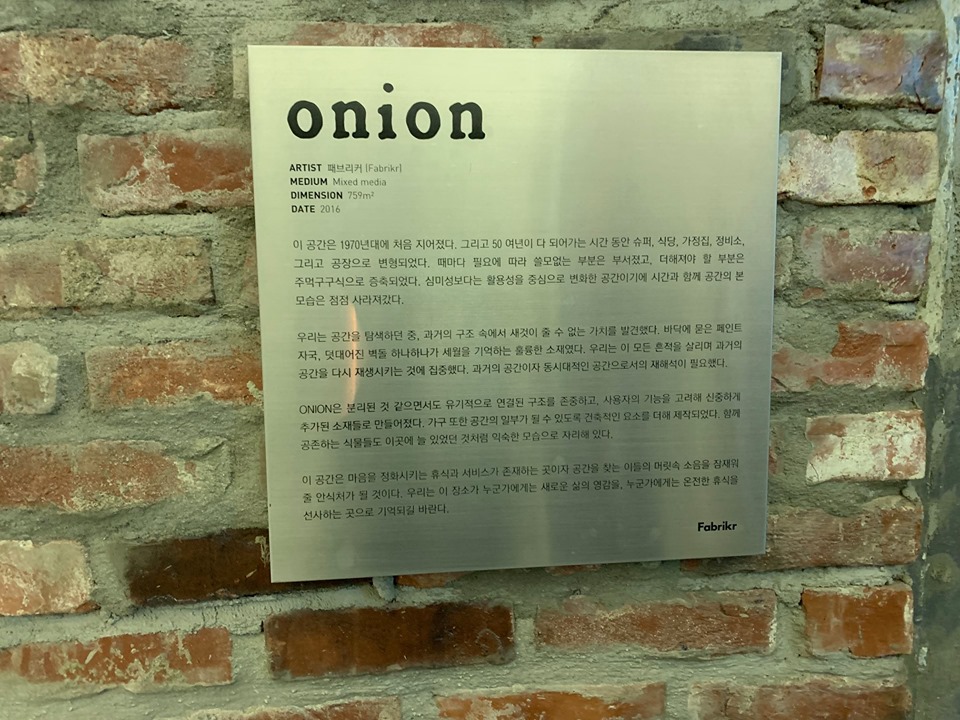 onion
ARTIST 패브리커 (Fabrikr)
MEDIUM Mixed media
DIMENSION 759m²
DATE 2016
이 공간은 1970년대에 처음 지어졌다. 그리고 50 여년이 다 되어가는 시간 동안 슈퍼, 식당, 가정집, 정비소,
그리고 공장으로 변형되었다. 때마다 필요에 따라 쓸모없는 부분은 부서졌고, 더해져야 할 부분은
주먹구구식으로 증축되었다. 심미성보다는 활용성을 중심으로 변화한 공간이기에 시간과 함께 공간의 본
모습은 점점 사라져갔다.
우리는 공간을 탐색하던 중, 과거의 구조 속에서 새것이 줄 수 없는 가치를 발견했다. 바닥에 묻은 페인트
자국, 덧대어진 벽돌 하나하나가 세월을 기억하는 훌륭한 소재였다. 우리는 이 모든 흔적을 살리며 과거의
공간을 다시 재생시키는 것에 집중했다. 과거의 공간이자 동시대적인 공간으로서의 재해석이 필요했다.
ONION은 분리된 것 같으면서도 유기적으로 연결된 구조를 존중하고, 사용자의 기능을 고려해 신중하게
추가된 소재들로 만들어졌다. 가구 또한 공간의 일부가 될 수 있도록 건축적인 요소를 더해 제작되었다. 함께
공존하는 식물들도 이곳에 늘 있었던 것처럼 익숙한 모습으로 자리해 있다.
이 공간은 마음을 정화시키는 휴식과 서비스가 존재하는 곳이자 공간을 찾는 이들의 머릿속 소음을 잠재워
줄 안식처가 될 것이다. 우리는 이 장소가 누군가에게는 새로운 삶의 영감을, 누군가에게는 온전한 휴식을
선사하는 곳으로 기억되길 바란다.
Fabrikr